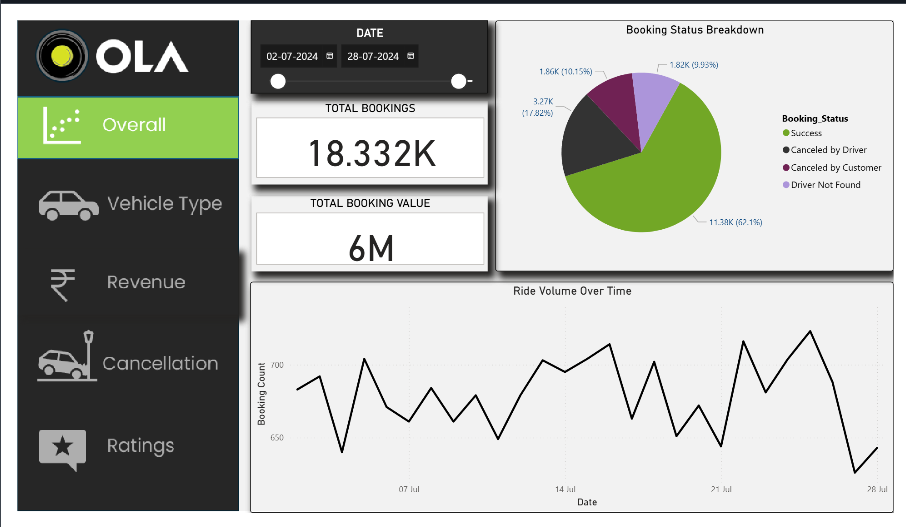 OLA
Overall
Vehicle Type
Revenue
Cancellation
Ratings
DATE
02-07-2024
28-07-2024
TOTAL BOOKINGS
18.332K
TOTAL BOOKING VALUE
6M
Booking Status Breakdown
1.82K (9.93%)
1.86K (10.15%)
3.27K
(17.82%)
11.38K (62.1%)
Booking_Status
Success
Canceled by Driver
Canceled by Customer
Driver Not Found
Ride Volume Over Time
Booking Count
700
650
07 Jul
14 Jul
21 Jul
28 Jul
Date